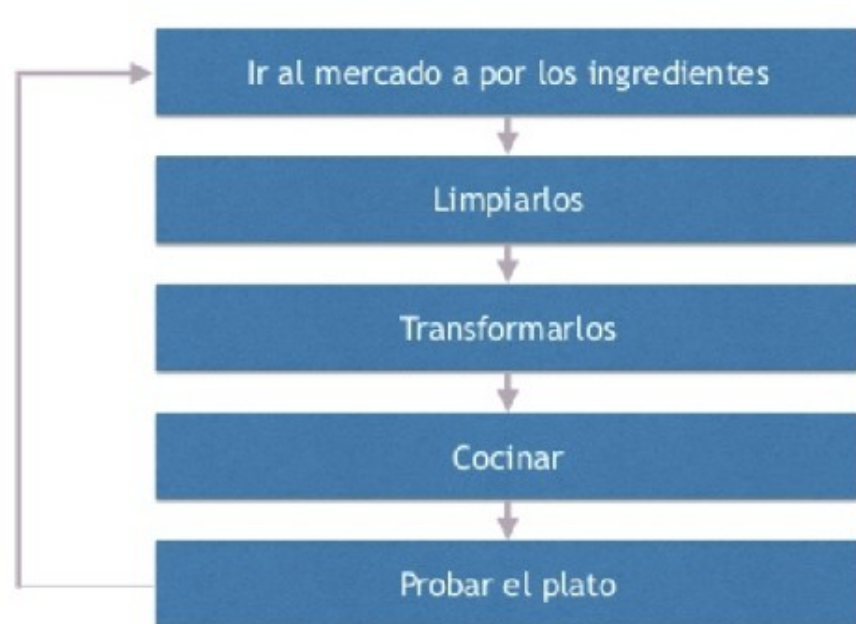 Ir al mercado a por los ingredientes
Limpiarlos
Transformarlos
Cocinar
Probar el plato